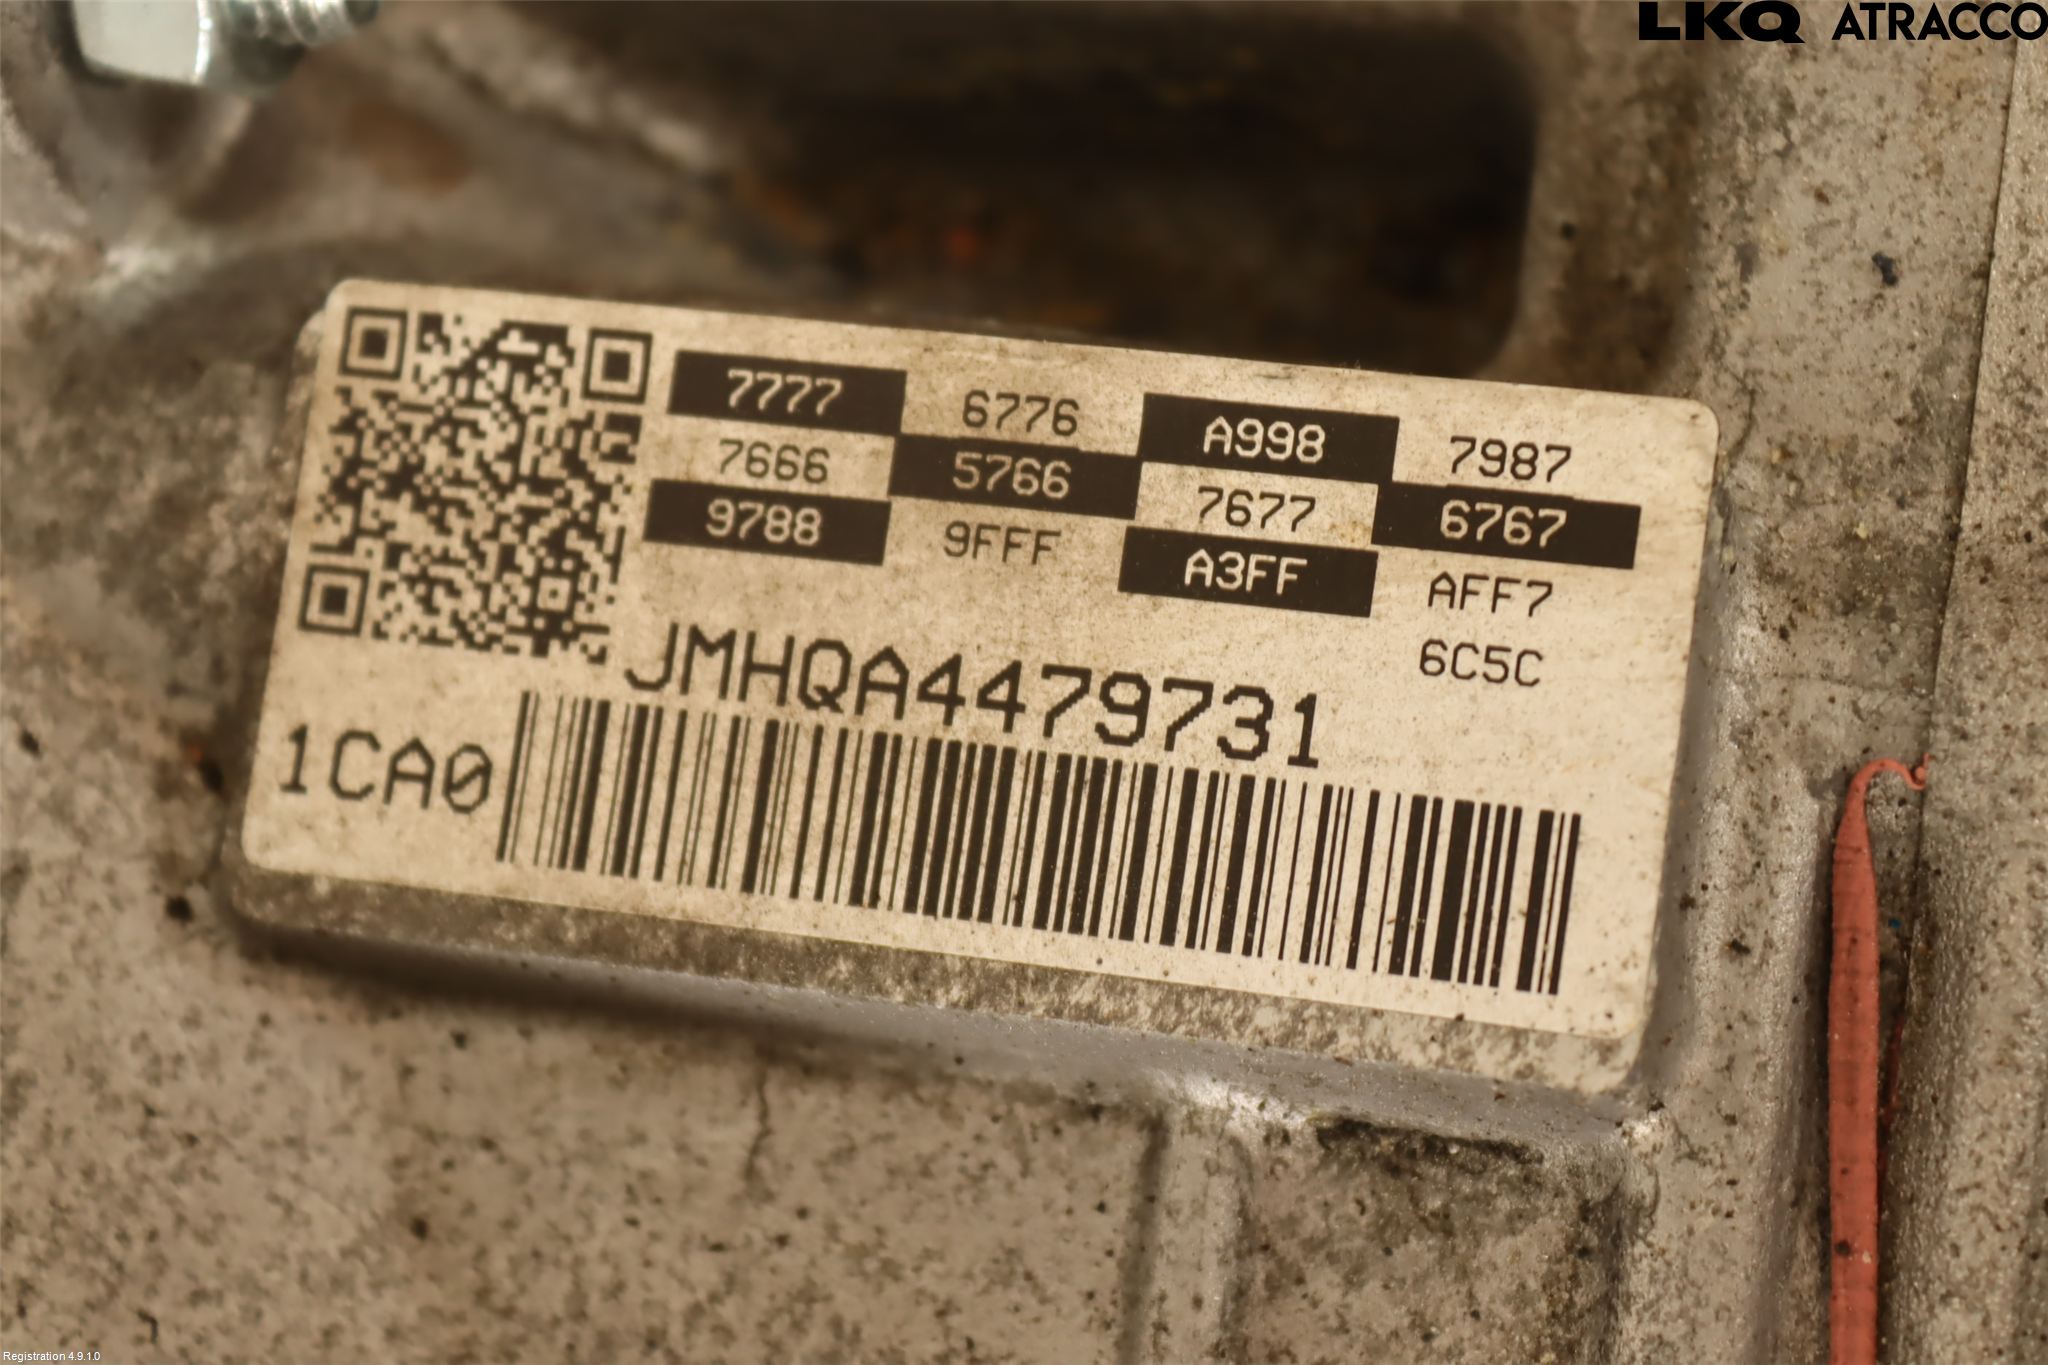 LKQ ATRACCO
7777 6776 A998 7987
7666 5766 7677 6767
9788 9FFF A3FF AFF7
6C5C
JMHQA4479731
1CA0
Registration 4.9.1.0